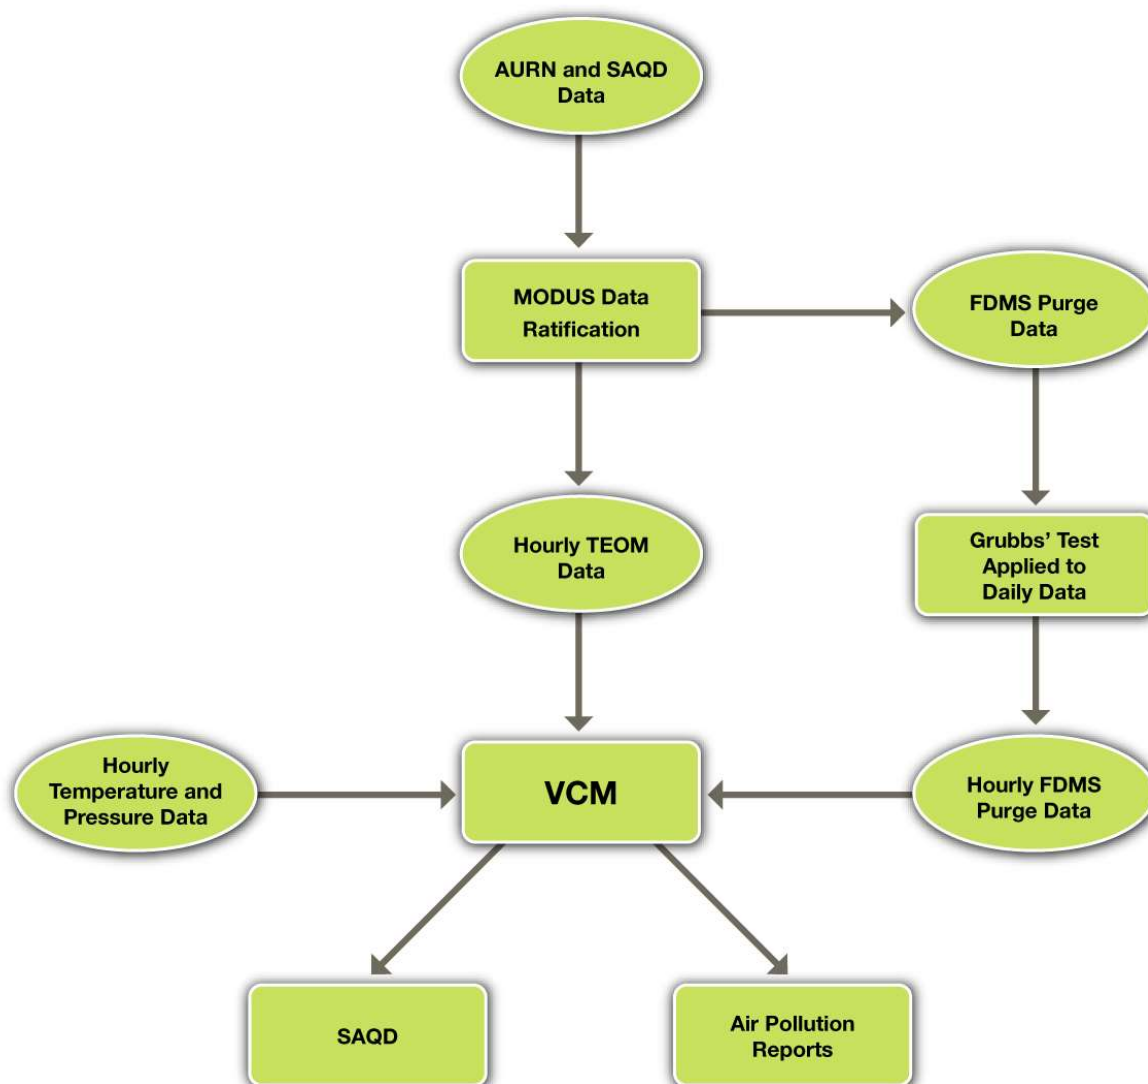 AURN and SAQD
Data
MODUS Data
Ratification
FDMS Purge
Data
Hourly TEOM
Data
Grubbs’ Test
Applied to
Daily Data
Hourly
Temperature and
Pressure Data
VCM
Hourly FDMS
Purge Data
SAQD
Air Pollution
Reports